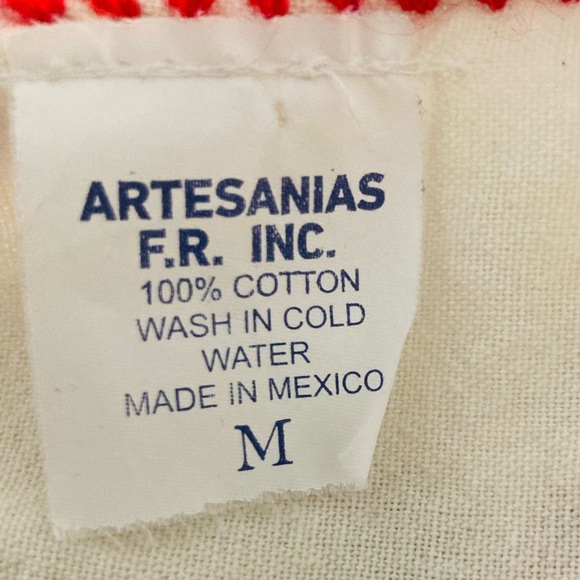 ARTESANIAS
F.R. INC.
100% COTTON
WASH IN COLD
WATER
MADE IN MEXICO
M